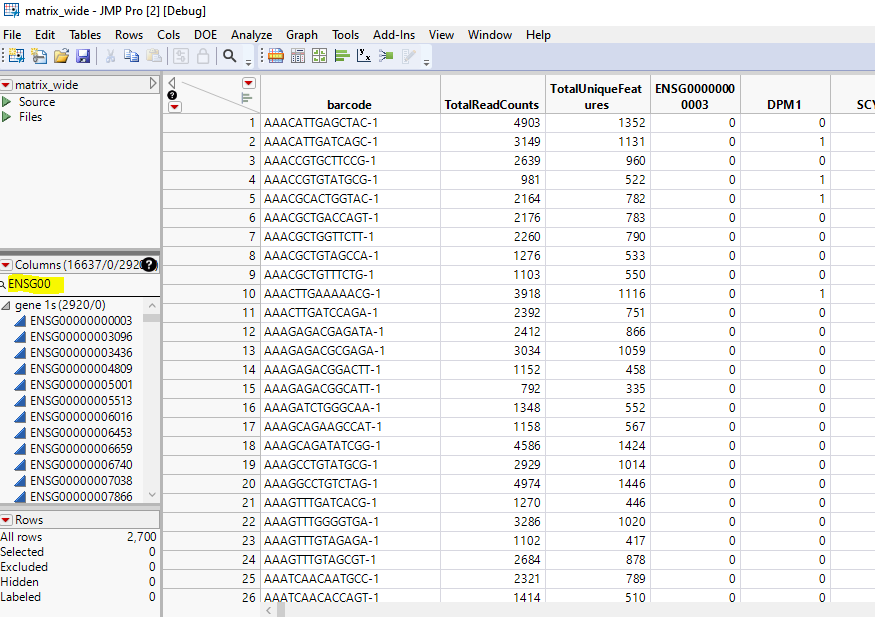 matrix_wide - JMP Pro [2] [Debug]
File Edit Tables Rows Cols DOE Analyze Graph Tools Add-Ins View Window Help
matrix_wide
Source
Files
Columns (16637/0/2920
ENSG00
gene 1s (2920/0)
ENSG00000000003
ENSG00000003096
ENSG00000003436
ENSG00000004809
ENSG00000005001
ENSG00000005513
ENSG00000006016
ENSG00000006453
ENSG00000006659
ENSG00000006740
ENSG00000007038
ENSG00000007866
Rows
All rows 2,700
Selected 0
Excluded 0
Hidden 0
Labeled 0
barcode TotalReadCounts TotalUniqueFeat
ures ENSG0000000
0003 DPM1 SCY
1 AAACATTGAGCTAC-1 4903 1352 0 0
2 AAACATTGATCAGC-1 3149 1131 0 1
3 AAACCGTGCTTCCG-1 2639 960 0 0
4 AAACCGTGTATGCG-1 981 522 0 1
5 AAACGCACTGGTAC-1 2164 782 0 1
6 AAACGCTGACCAGT-1 2176 783 0 0
7 AAACGCTGGTTCTT-1 2260 790 0 0
8 AAACGCTGTAGCCA-1 1276 533 0 0
9 AAACGCTGTTTCTG-1 1103 550 0 0
10 AAACTTGAAAAACG-1 3918 1116 0 1
11 AAACTTGATCCAGA-1 2392 751 0 0
12 AAAGAGACGAGATA-1 2412 866 0 0
13 AAAGAGACGCGAGA-1 3034 1059 0 0
14 AAAGAGACGGACTT-1 1152 458 0 0
15 AAAGAGACGGCATT-1 792 335 0 0
16 AAAGATCTGGGCAA-1 1348 552 0 0
17 AAAGCAGAAGCCAT-1 1158 567 0 0
18 AAAGCAGATATCGG-1 4586 1424 0 0
19 AAAGCCTGTATGCG-1 2929 1014 0 0
20 AAAGGCCTGTCTAG-1 4974 1446 0 0
21 AAAGTTTGATCACG-1 1270 446 0 0
22 AAAGTTTGGGGTGA-1 3286 1020 0 0
23 AAAGTTTGTAGAGA-1 1102 417 0 0
24 AAAGTTTGTAGCGT-1 2684 878 0 0
25 AAATCAACAATGCC-1 2321 789 0 0
26 AAATCAACACCAGT-1 1414 510 0 0